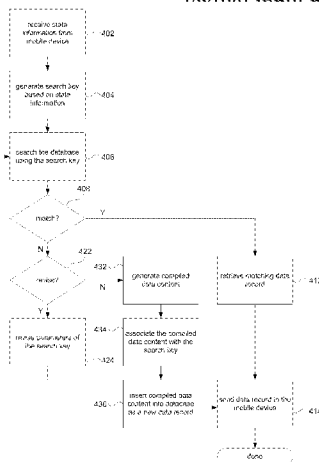 receive state
information from
mobile device
402
generate search key
based on state
information
404
search the database
using the search key
406
408
match?
Y
N
422
revise?
N
Y
432
generate compiled
data content
retrieve matching data
record
412
revise parameters of
the search key
424
434
associate the compiled
data content with the
search key
436
insert compiled data
content into database
as a new data record
send data record to the
mobile device
414
done